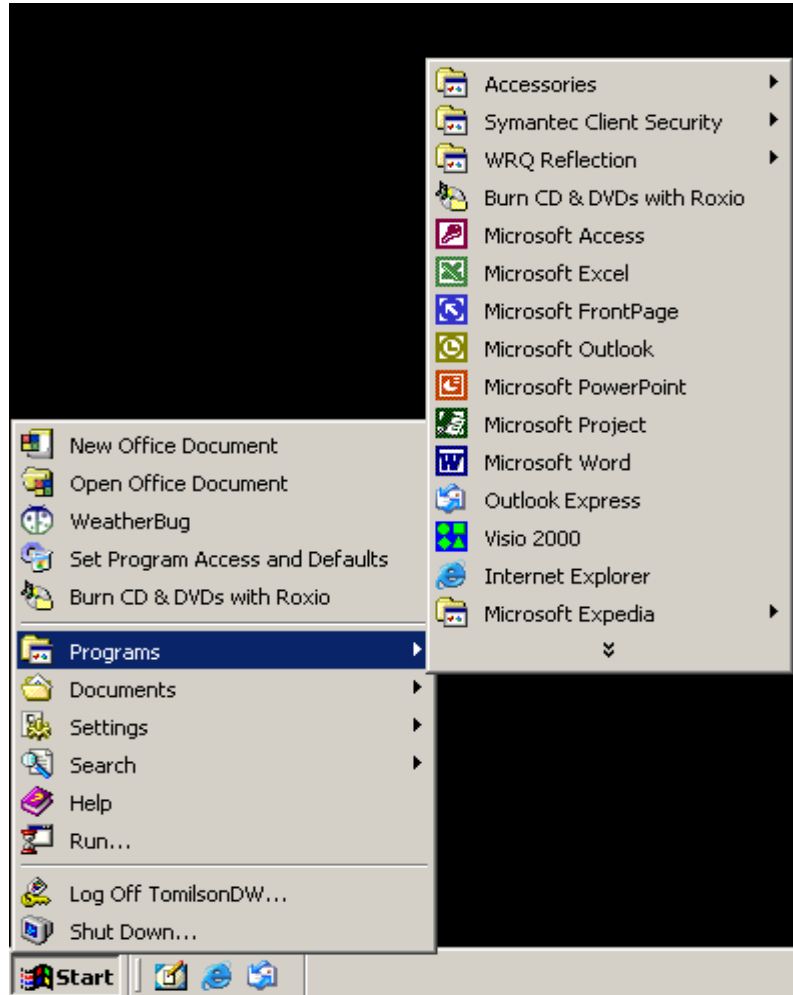 Accessories
Symantec Client Security
WRQ Reflection
Burn CD & DVDs with Roxio
Microsoft Access
Microsoft Excel
Microsoft FrontPage
Microsoft Outlook
Microsoft PowerPoint
Microsoft Project
Microsoft Word
Outlook Express
Visio 2000
Internet Explorer
Microsoft Expedia
New Office Document
Open Office Document
WeatherBug
Set Program Access and Defaults
Burn CD & DVDs with Roxio
Programs
Documents
Settings
Search
Help
Run...
Log Off TomilsonDW...
Shut Down...
Start